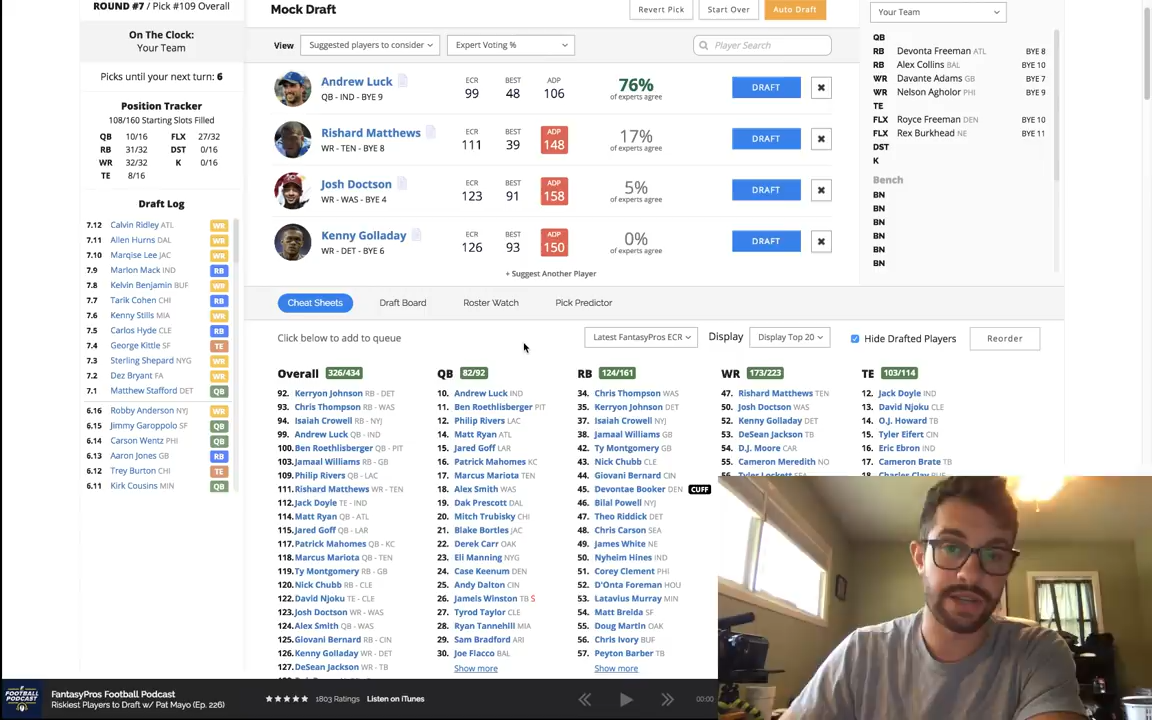 ROUND #7 / Pick #109 Overall
On The Clock:
Your Team
Picks until your next turn: 6
Position Tracker
108/160 Starting Slots Filled
QB 10/16 FLX 27/32
RB 31/32 DST 0/16
WR 32/32 K 0/16
TE 8/16
Draft Log
7.12 Calvin Ridley ATL WR
7.11 Allen Hurns DAL WR
7.10 Marqise Lee JAC WR
7.9 Marlon Mack IND RB
7.8 Kelvin Benjamin BUF WR
7.7 Tarik Cohen CHI RB
7.6 Kenny Stills MIA WR
7.5 Carlos Hyde CLE RB
7.4 George Kittle SF TE
7.3 Sterling Shepard NYG WR
7.2 Dez Bryant FA WR
7.1 Matthew Stafford DET QB
6.16 Robby Anderson NYJ WR
6.15 Jimmy Garoppolo SF QB
6.14 Carson Wentz PHI QB
6.13 Aaron Jones GB RB
6.12 Trey Burton CHI TE
6.11 Kirk Cousins MIN QB
Mock Draft
Revert Pick Start Over Auto Draft
View Suggested players to consider Expert Voting % Player Search
Andrew Luck
QB - IND - BYE 9
ECR 99 BEST 48 ADP 106
76%
of experts agree
DRAFT
Rishard Matthews
WR - TEN - BYE 8
ECR 111 BEST 39 ADP 148
17%
of experts agree
DRAFT
Josh Doctson
WR - WAS - BYE 4
ECR 123 BEST 91 ADP 158
5%
of experts agree
DRAFT
Kenny Golladay
WR - DET - BYE 6
ECR 126 BEST 93 ADP 150
0%
of experts agree
DRAFT
+ Suggest Another Player
Your Team
QB
RB Devonta Freeman ATL BYE 8
RB Alex Collins BAL BYE 10
WR Davante Adams GB BYE 7
WR Nelson Agholor PHI BYE 9
TE
FLX Royce Freeman DEN BYE 10
FLX Rex Burkhead NE BYE 11
DST
K
Bench
BN
BN
BN
BN
BN
BN
Cheat Sheets Draft Board Roster Watch Pick Predictor
Click below to add to queue
Latest FantasyPros ECR Display Display Top 20 Hide Drafted Players Reorder
Overall 326/434
92. Kerryon Johnson RB - DET
93. Chris Thompson RB - WAS
94. Isaiah Crowell RB - NYJ
99. Andrew Luck QB - IND
100. Ben Roethlisberger QB - PIT
103. Jamaal Williams RB - GB
109. Philip Rivers QB - LAC
111. Rishard Matthews WR - TEN
112. Jack Doyle TE - IND
114. Matt Ryan QB - ATL
115. Jared Goff QB - LAR
117. Patrick Mahomes QB - KC
118. Marcus Mariota QB - TEN
119. Ty Montgomery RB - GB
120. Nick Chubb RB - CLE
122. David Njoku TE - CLE
123. Josh Doctson WR - WAS
124. Alex Smith QB - WAS
125. Giovani Bernard RB - CIN
126. Kenny Golladay WR - DET
127. DeSean Jackson WR - TB
QB 82/92
10. Andrew Luck IND
11. Ben Roethlisberger PIT
12. Philip Rivers LAC
14. Matt Ryan ATL
15. Jared Goff LAR
16. Patrick Mahomes KC
17. Marcus Mariota TEN
18. Alex Smith WAS
19. Dak Prescott DAL
20. Mitch Trubisky CHI
21. Blake Bortles JAC
22. Derek Carr OAK
23. Eli Manning NYG
24. Case Keenum DEN
25. Andy Dalton CIN
26. Jameis Winston TB S
27. Tyrod Taylor CLE
28. Ryan Tannehill MIA
29. Sam Bradford ARI
30. Joe Flacco BAL
Show more
RB 124/161
34. Chris Thompson WAS
35. Kerryon Johnson DET
37. Isaiah Crowell NYJ
38. Jamaal Williams GB
42. Ty Montgomery GB
43. Nick Chubb CLE
44. Giovani Bernard CIN
45. Devontae Booker DEN CUFF
46. Bilal Powell NYJ
47. Theo Riddick DET
48. Chris Carson SEA
49. James White NE
50. Nyheim Hines IND
51. Corey Clement PHI
52. D'Onta Foreman HOU
53. Latavius Murray MIN
54. Matt Breida SF
55. Doug Martin OAK
56. Chris Ivory BUF
57. Peyton Barber TB
Show more
WR 173/223
47. Rishard Matthews TEN
50. Josh Doctson WAS
52. Kenny Golladay DET
53. DeSean Jackson TB
54. D.J. Moore CAR
55. Cameron Meredith NO
TE 103/114
12. Jack Doyle IND
13. David Njoku CLE
14. O.J. Howard TB
15. Tyler Eifert CIN
16. Eric Ebron IND
17. Cameron Brate TB
FOOTBALL PODCAST
FantasyPros Football Podcast
Riskiest Players to Draft w/ Pat Mayo (Ep. 226)
1803 Ratings Listen on iTunes
00:00